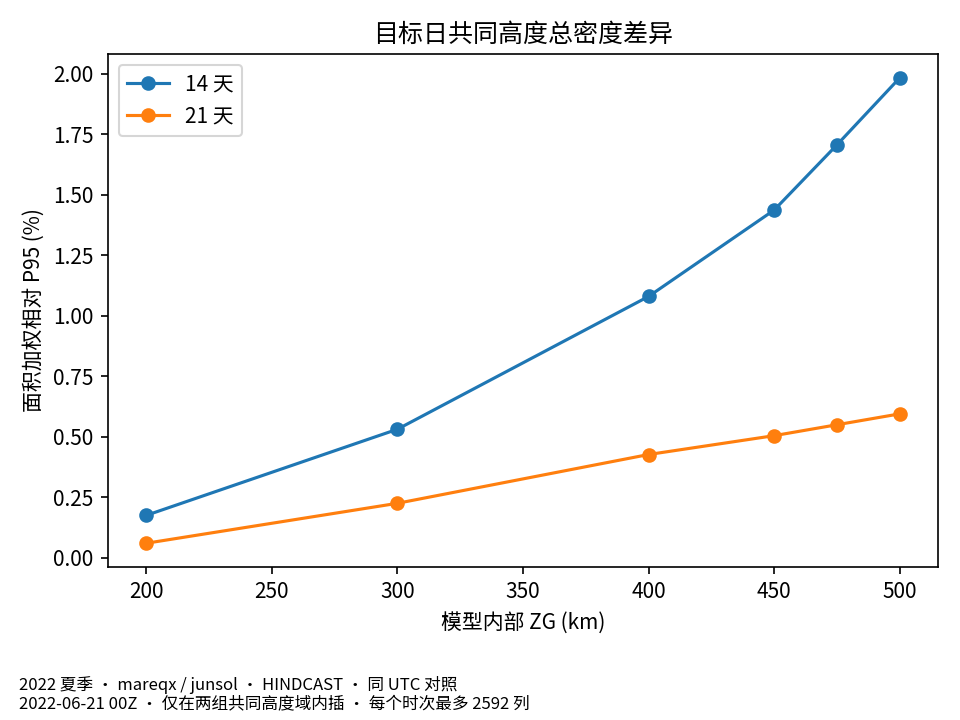 目标日共同高度总密度差异
14 天
21 天
面积加权相对 P95 (%)
2.00
1.75
1.50
1.25
1.00
0.75
0.50
0.25
0.00
200
250
300
350
400
450
500
模型内部 ZG (km)
2022 夏季 · mareqx / junsol · HINDCAST · 同 UTC 对照
2022-06-21 00Z · 仅在两组共同高度域内插 · 每个时次最多 2592 列